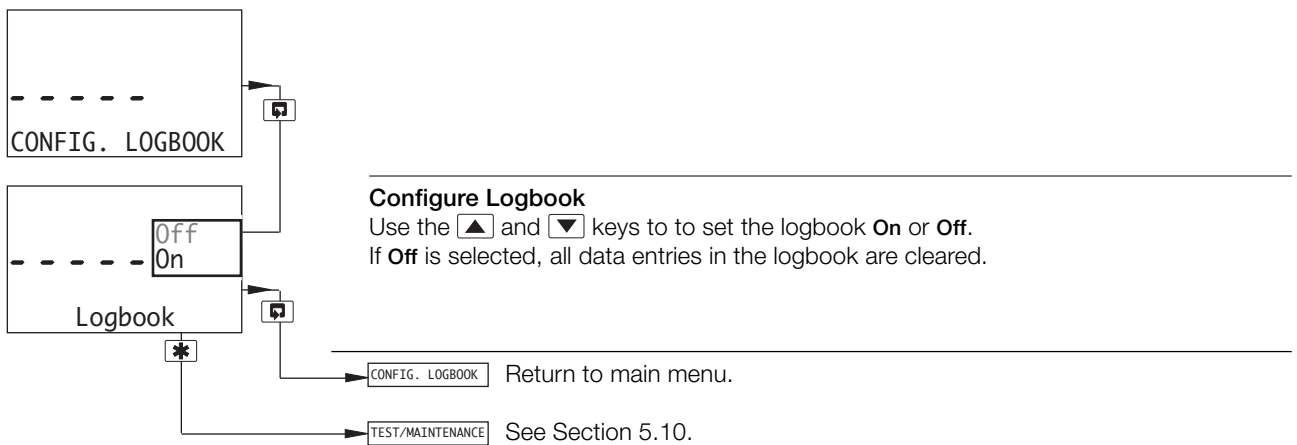 - - - - -
CONFIG. LOGBOOK
Off
- - - - - On
Logbook
Configure Logbook
Use the ▲ and ▼ keys to to set the logbook On or Off.
If Off is selected, all data entries in the logbook are cleared.
CONFIG. LOGBOOK Return to main menu.
TEST/MAINTENANCE See Section 5.10.